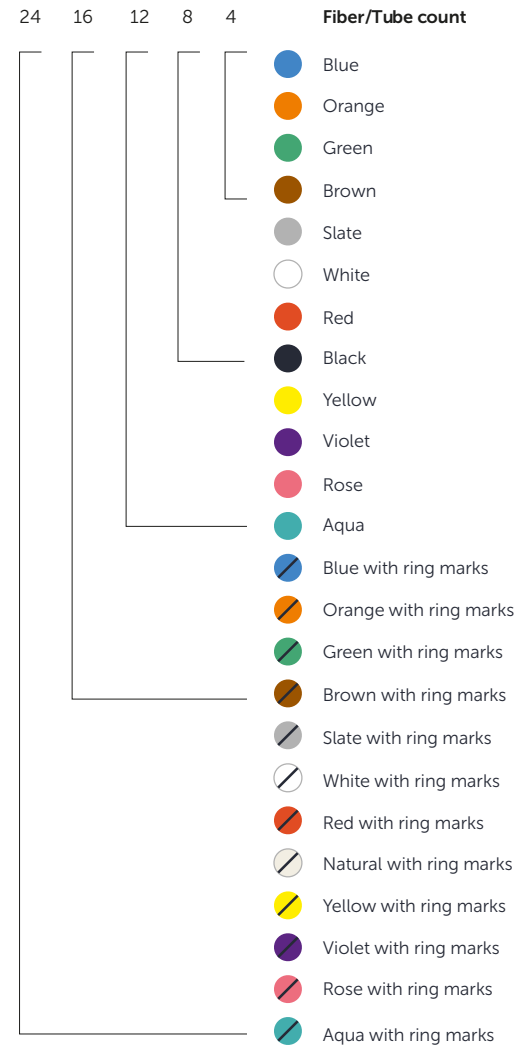 24 16 12 8 4 Fiber/Tube count
Blue
Orange
Green
Brown
Slate
White
Red
Black
Yellow
Violet
Rose
Aqua
Blue with ring marks
Orange with ring marks
Green with ring marks
Brown with ring marks
Slate with ring marks
White with ring marks
Red with ring marks
Natural with ring marks
Yellow with ring marks
Violet with ring marks
Rose with ring marks
Aqua with ring marks